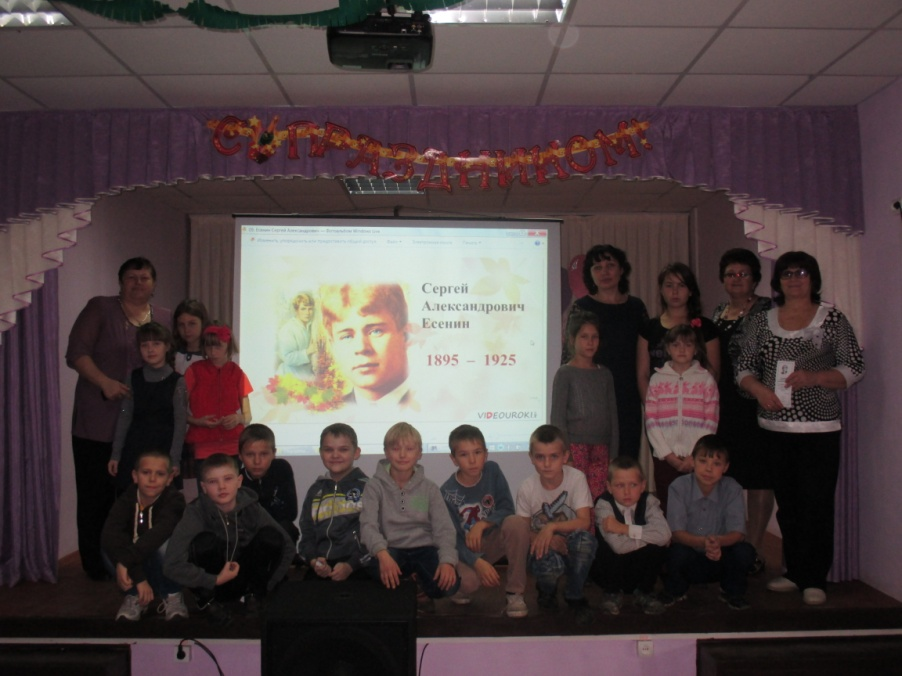 С ПРАЗДНИКОМ!
Сергей
Александрович
Есенин
1895 – 1925
VIDEOUROKI